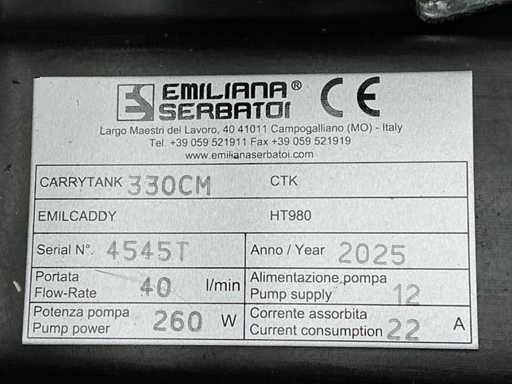 EMILIANA® SERBATOI CE
Largo Maestri del Lavoro, 40 41011 Campogalliano (MO) - Italy
Tel. +39 059 521911 Fax +39 059 521919
www.emilianaserbatoi.com
CARRYTANK 330CM CTK
EMILCADDY HT980
Serial N°. 4545T Anno / Year 2025
Portata Flow-Rate 40 l/min Alimentazione pompa Pump supply 12
Potenza pompa Pump power 260 W Corrente assorbita Current consumption 22 A